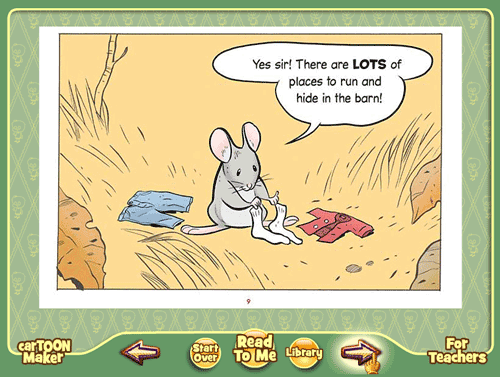 Yes sir! There are LOTS of
places to run and
hide in the barn!
9
carTOON
Maker
Start
Over
Read
To Me
Library
For
Teachers